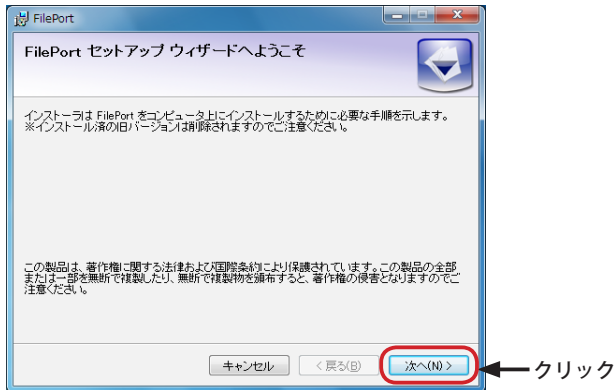 FilePort
FilePort セットアップ ウィザードへようこそ
インストーラは FilePort をコンピュータ上にインストールするために必要な手順を示します。
※インストール済の旧バージョンは削除されますのでご注意ください。
この製品は、著作権に関する法律および国際条約により保護されています。この製品の全部
または一部を無断で複製したり、無断で複製物を頒布すると、著作権の侵害となりますのでご
注意ください。
キャンセル
< 戻る(B)
次へ(N) >
クリック